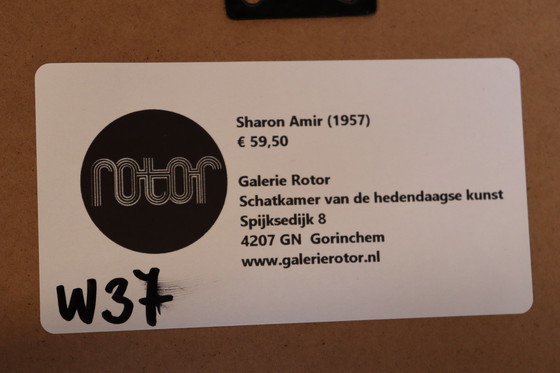 rotor
Sharon Amir (1957)
€ 59,50
Galerie Rotor
Schatkamer van de hedendaagse kunst
Spijksedijk 8
4207 GN Gorinchem
www.galerierotor.nl
W37